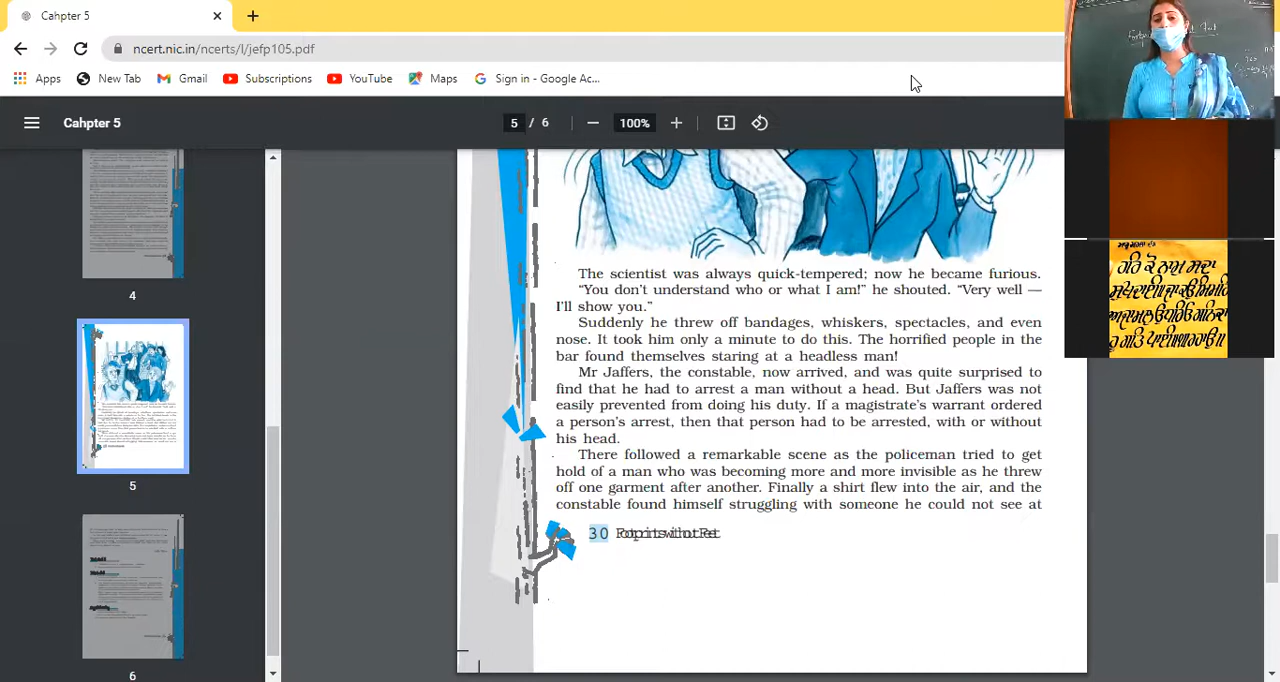 Cahpter 5
ncert.nic.in/ncerts/l/jefp105.pdf
Apps New Tab Gmail Subscriptions YouTube Maps Sign in - Google Ac...
Cahpter 5
5 / 6
100%
4
5
6
The scientist was always quick-tempered; now he became furious.
“You don’t understand who or what I am!” he shouted. “Very well —
I’ll show you.”
Suddenly he threw off bandages, whiskers, spectacles, and even
nose. It took him only a minute to do this. The horrified people in the
bar found themselves staring at a headless man!
Mr Jaffers, the constable, now arrived, and was quite surprised to
find that he had to arrest a man without a head. But Jaffers was not
easily prevented from doing his duty. If a magistrate’s warrant ordered
a person’s arrest, then that person had to be arrested, with or without
his head.
There followed a remarkable scene as the policeman tried to get
hold of a man who was becoming more and more invisible as he threw
off one garment after another. Finally a shirt flew into the air, and the
constable found himself struggling with someone he could not see at
30
ਹਰਿ ਕੋ ਨਾਮੁ ਸਦਾ